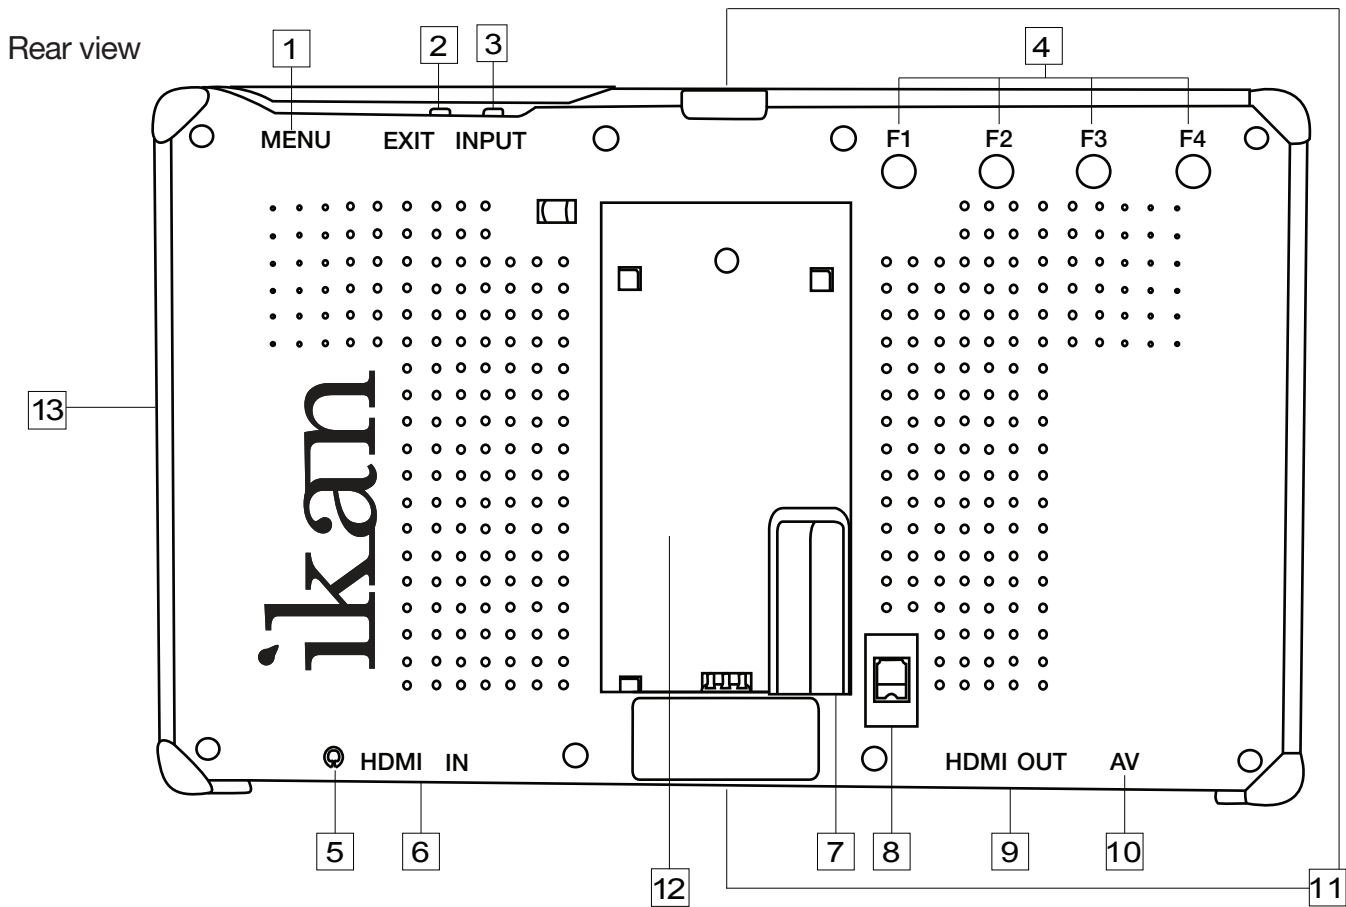 Rear view
1
2
3
4
MENU
EXIT
INPUT
F1
F2
F3
F4
13
ikan
HDMI IN
HDMI OUT
AV
5
6
7
8
9
10
12
11